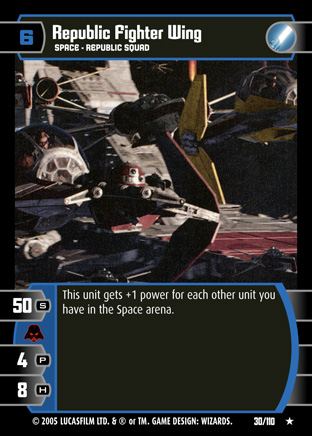 6
Republic Fighter Wing
SPACE - REPUBLIC SQUAD
50 S
This unit gets +1 power for each other unit you
have in the Space arena.
4 P
8 H
© 2005 LUCASFILM LTD. & ® or TM. GAME DESIGN: WIZARDS. 30/110 ★